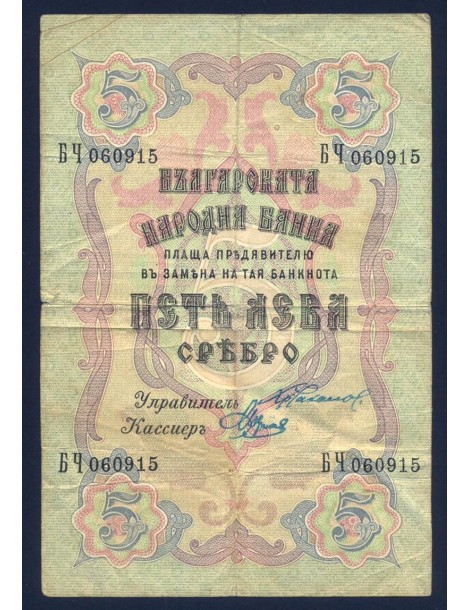 5 5
БЧ 060915 БЧ 060915
БЪЛГАРСКАТА
НАРОДНА БАНКА
ПЛАЩА ПРѢДЯВИТЕЛЮ
ВЪ ЗАМѢНА НА ТАЯ БАНКНОТА
ПЕТЬ ЛЕВА
СРѢБРО
5
Управитель
Кассиеръ
БЧ 060915 БЧ 060915
5 5